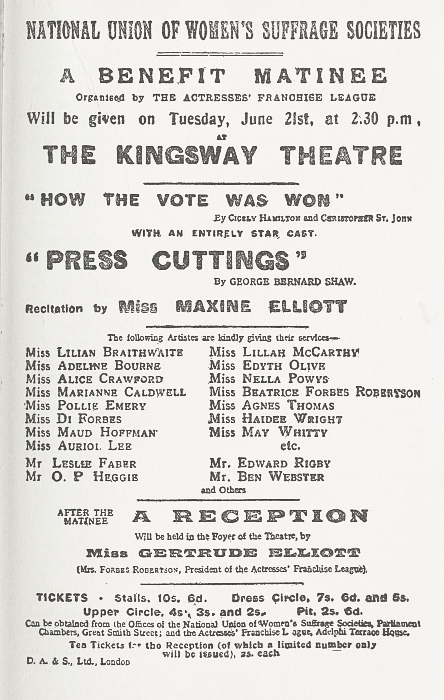 NATIONAL UNION OF WOMEN'S SUFFRAGE SOCIETIES
A BENEFIT MATINEE
Organised by THE ACTRESSES' FRANCHISE LEAGUE
Will be given on Tuesday, June 21st, at 2.30 p.m,
AT
THE KINGSWAY THEATRE
"HOW THE VOTE WAS WON"
By CICELY HAMILTON and CHRISTOPHER ST. JOHN
WITH AN ENTIRELY STAR CAST.
"PRESS CUTTINGS"
By GEORGE BERNARD SHAW.
Recitation by Miss MAXINE ELLIOTT
The following Artistes are kindly giving their services—
Miss LILIAN BRAITHWAITE
Miss ADELINE BOURNE
Miss ALICE CRAWFORD
Miss MARIANNE CALDWELL
Miss POLLIE EMERY
Miss DI FORBES
Miss MAUD HOFFMAN
Miss AURIOL LEE
Mr LESLIE FABER
Mr O. P HEGGIE
Miss LILLAH MCCARTHY
Miss EDYTH OLIVE
Miss NELLA POWYS
Miss BEATRICE FORBES ROBERTSON
Miss AGNES THOMAS
Miss HAIDEE WRIGHT
Miss MAY WHITTY
etc.
Mr. EDWARD RIGBY
Mr. BEN WEBSTER
and Others
AFTER THE MATINEE A RECEPTION
Will be held in the Foyer of the Theatre, by
Miss GERTRUDE ELLIOTT
(Mrs. FORBES ROBERTSON, President of the Actresses' Franchise League).
TICKETS - Stalls, 10s. 6d. Dress Circle, 7s. 6d. and 5s.
Upper Circle, 4s., 3s. and 2s. Pit, 2s. 6d.
Can be obtained from the Offices of the National Union of Women's Suffrage Societies, Parliament
Chambers, Great Smith Street; and the Actresses' Franchise L ague, Adelphi Terrace House.
Tea Tickets for the Reception (of which a limited number only
will be issued), as. each
D. A. & S., Ltd., London